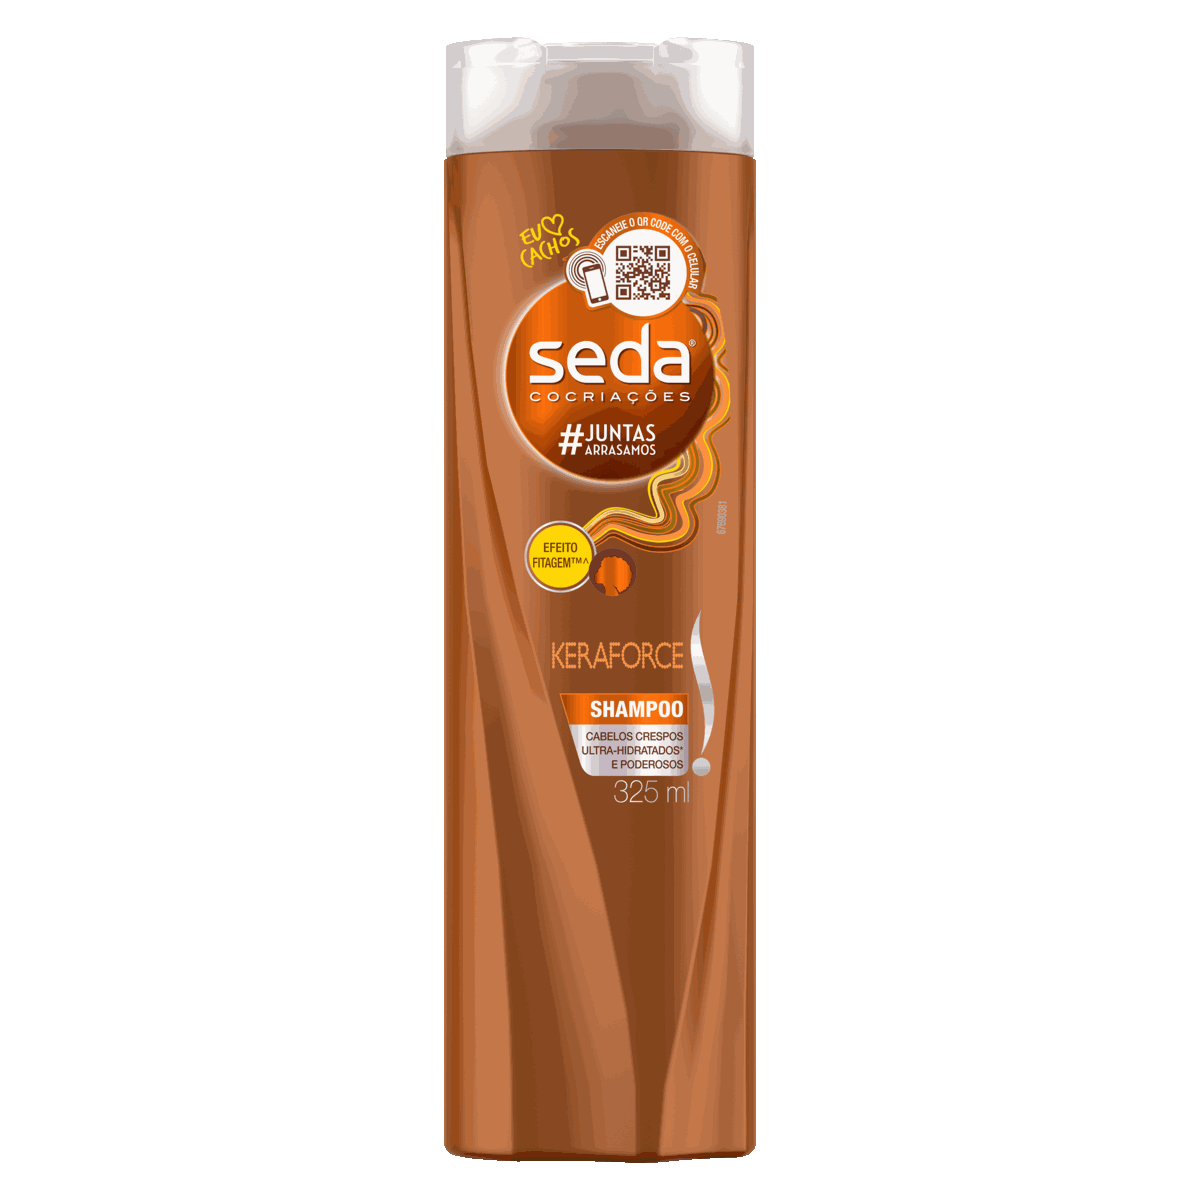 EU
CACHOS
ESCANEIE O QR CODE COM O CELULAR
seda®
COCRIAÇÕES
#JUNTAS
ARRASAMOS
67690381
EFEITO
FITAGEM™^
KERAFORCE
SHAMPOO
CABELOS CRESPOS
ULTRA-HIDRATADOS*
E PODEROSOS
325 ml